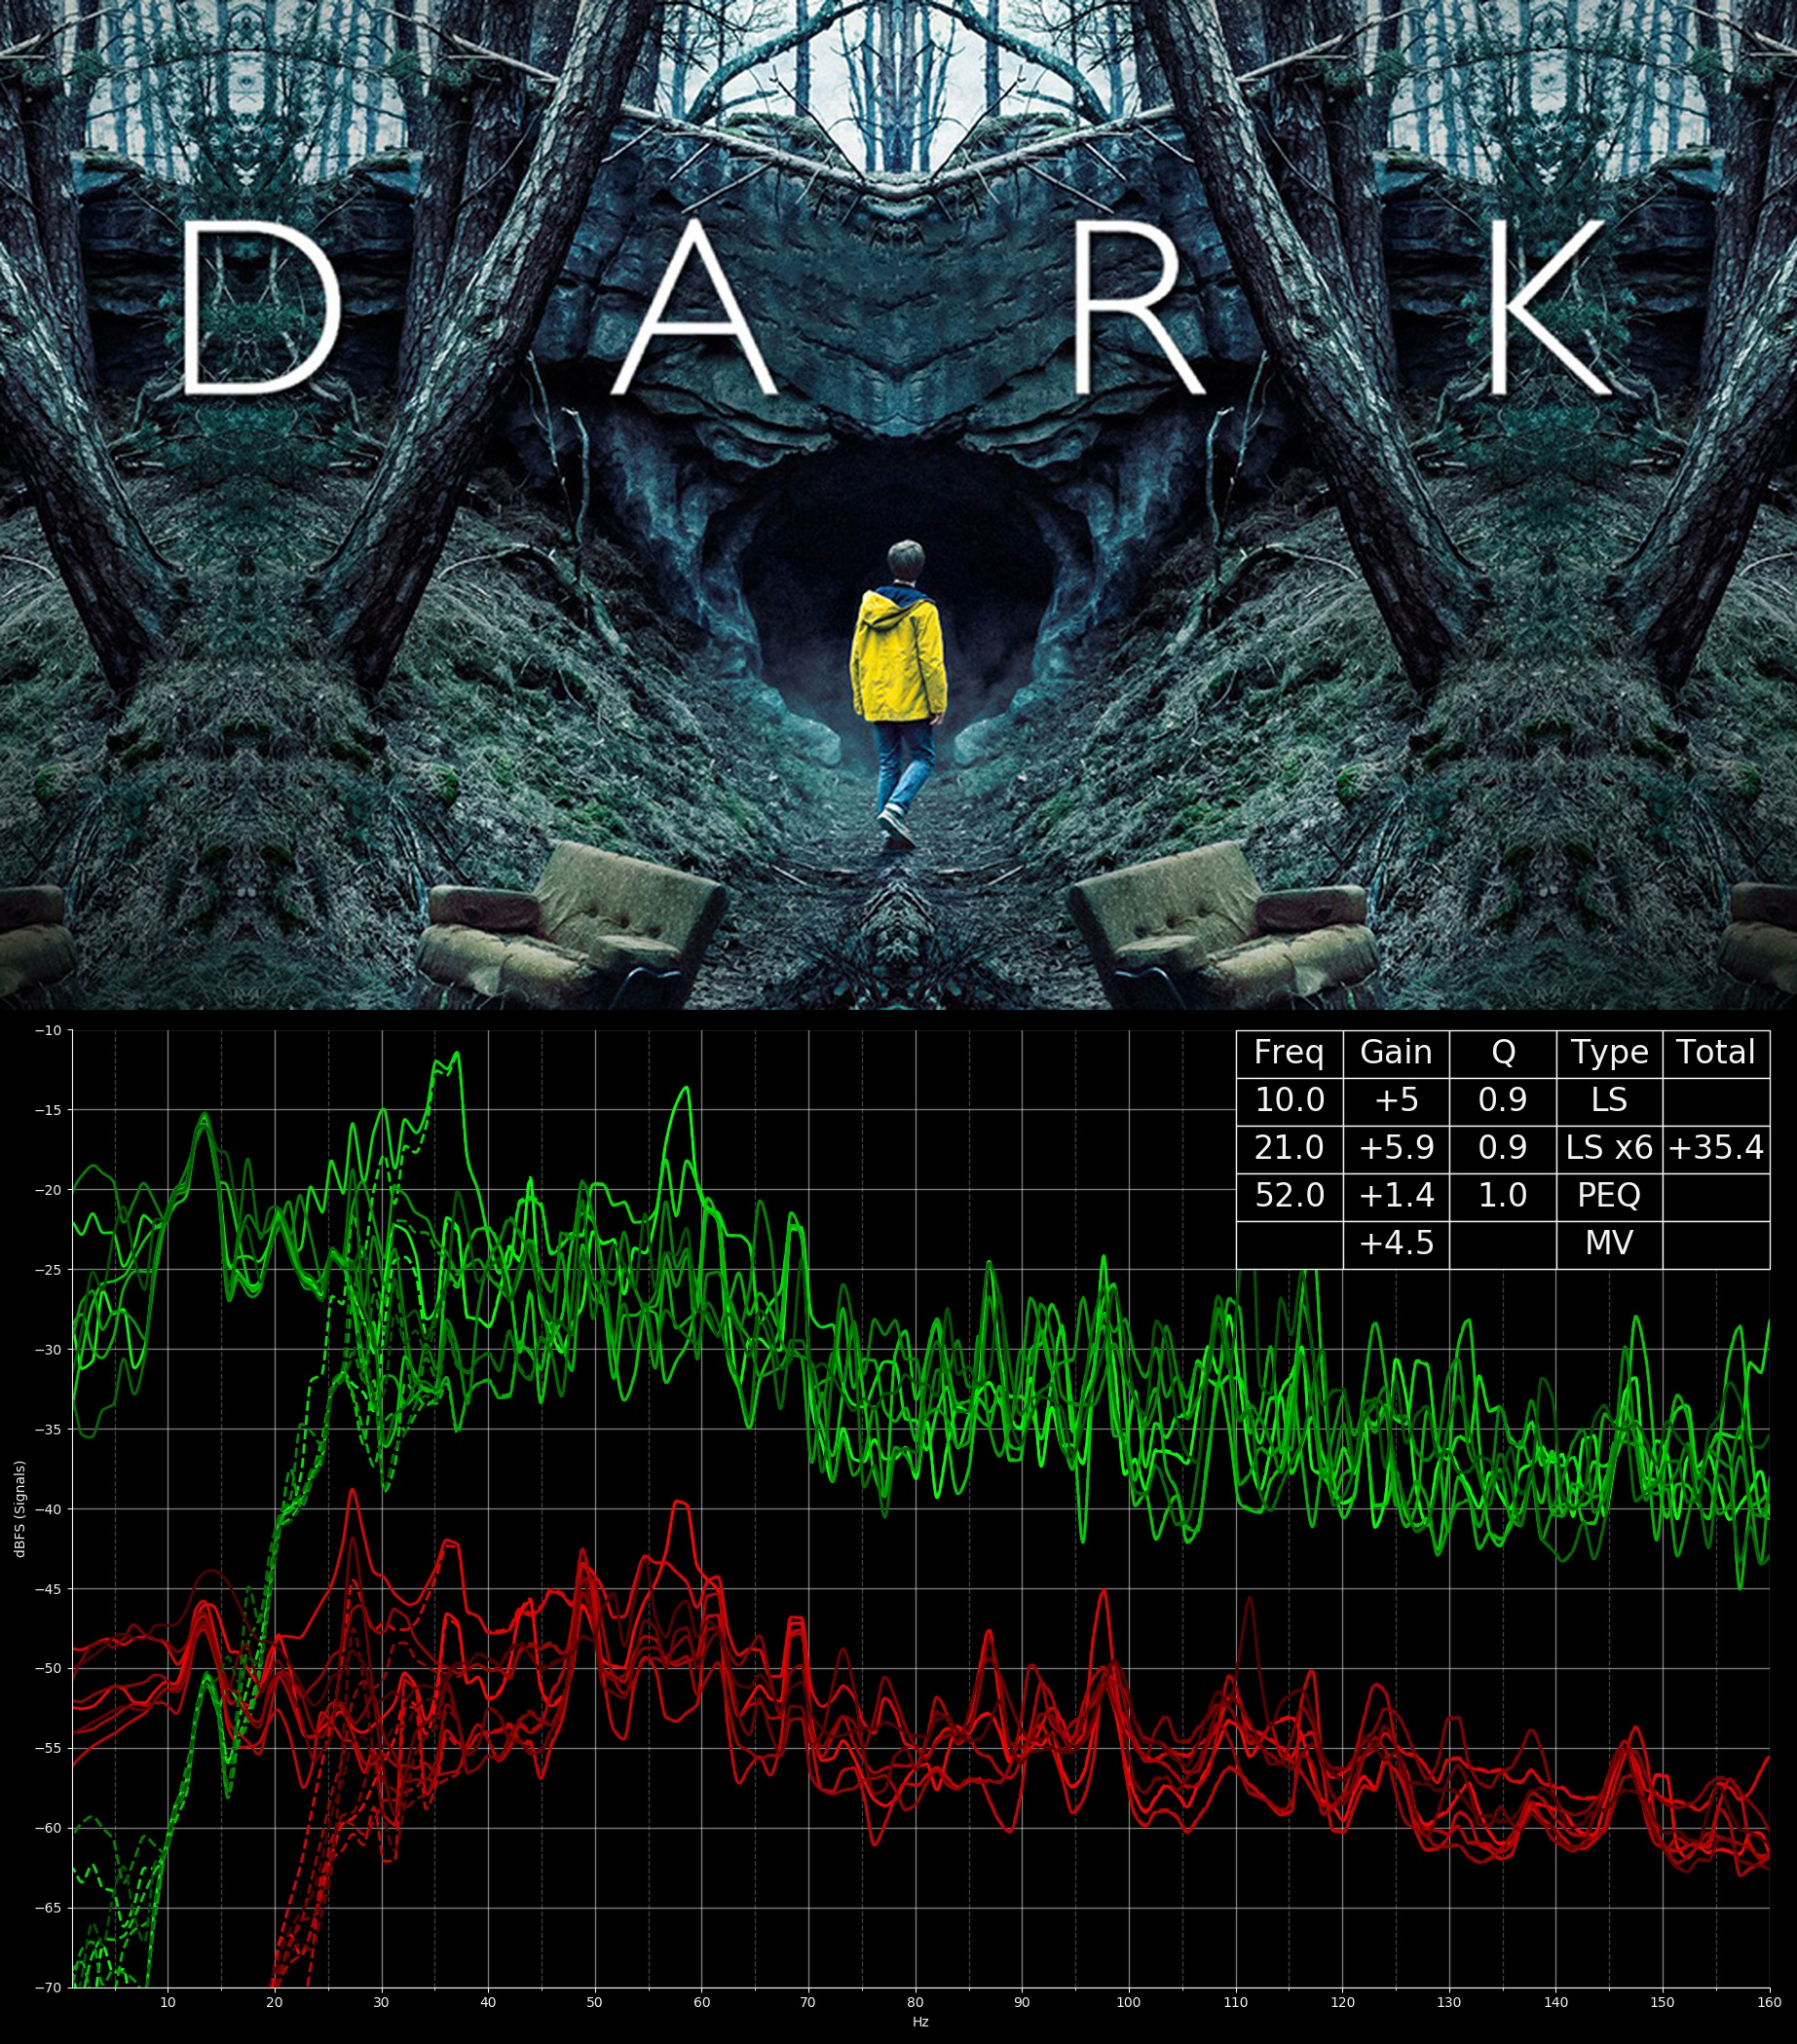 D A R K
Freq Gain Q Type Total
10.0 +5 0.9 LS
21.0 +5.9 0.9 LS x6 +35.4
52.0 +1.4 1.0 PEQ
+4.5 MV
−10
−15
−20
−25
−30
−35
−40
−45
−50
−55
−60
−65
−70
dBFS (Signals)
10 20 30 40 50 60 70 80 90 100 110 120 130 140 150 160
Hz